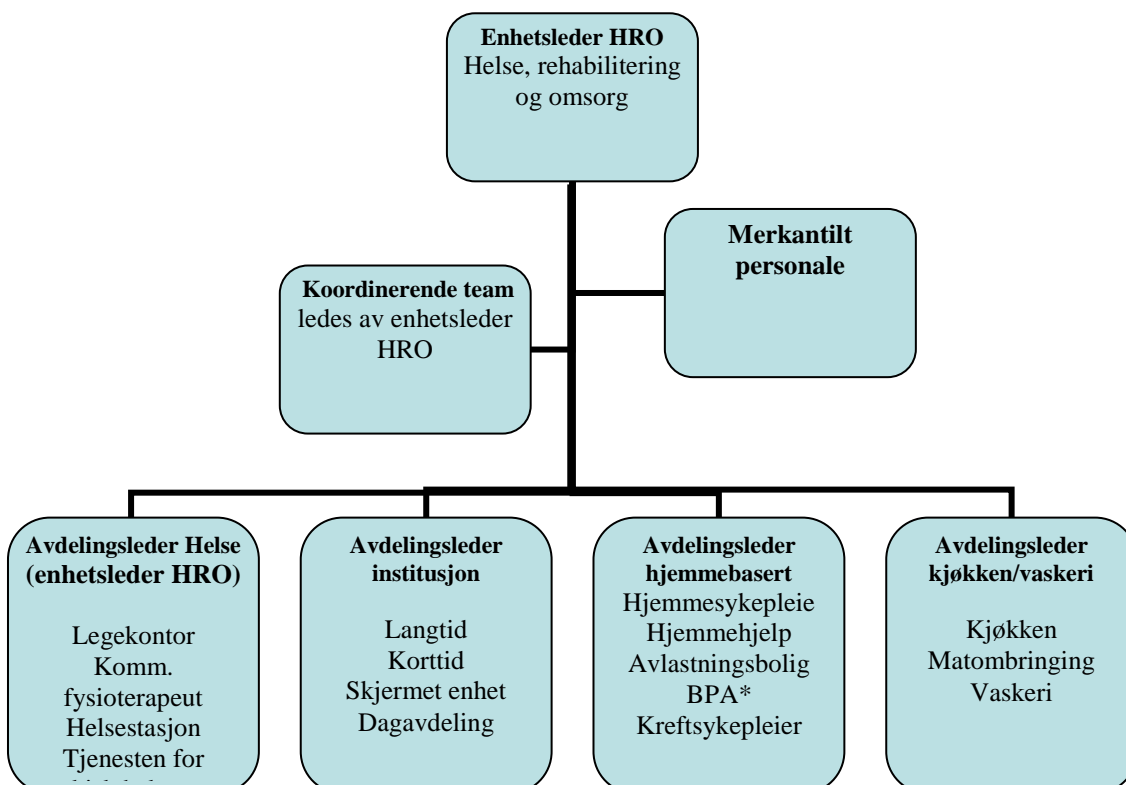 Enhetsleder HRO
Helse, rehabilitering
og omsorg
Merkantilt
personale
Koordinerende team
ledes av enhetsleder
HRO
Avdelingsleder Helse
(enhetsleder HRO)
Legekontor
Komm.
fysioterapeut
Helsestasjon
Tjenesten for
Avdelingsleder
institusjon
Langtid
Korttid
Skjermet enhet
Dagavdeling
Avdelingsleder
hjemmebasert
Hjemmesykepleie
Hjemmehjelp
Avlastningsbolig
BPA*
Kreftsykepleier
Avdelingsleder
kjøkken/vaskeri
Kjøkken
Matombringing
Vaskeri